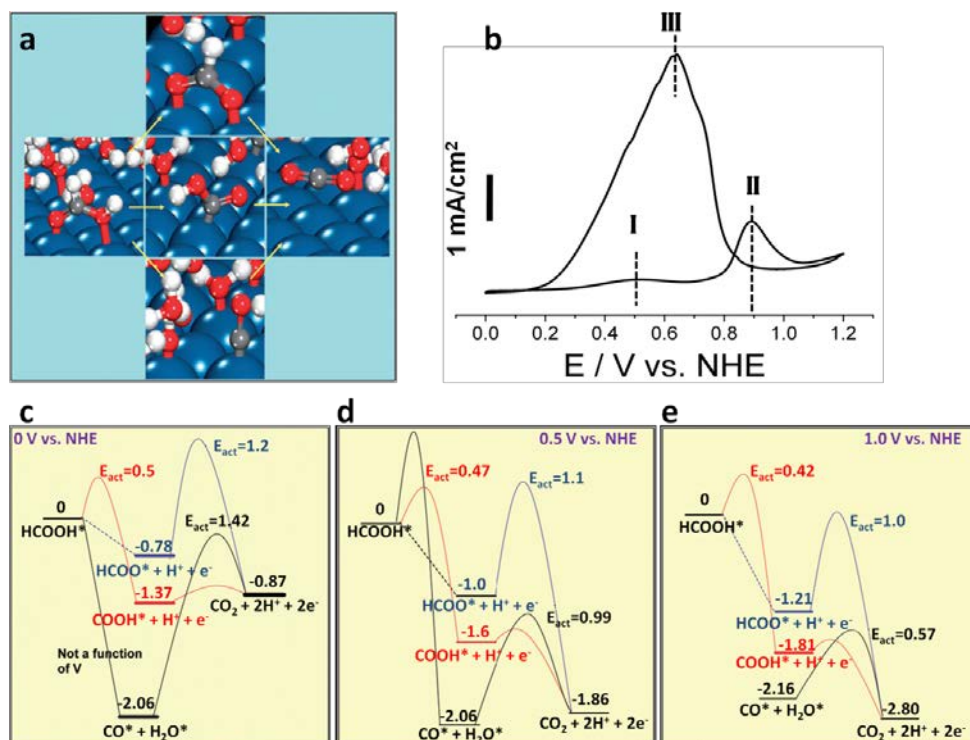 a
b
III
II
I
1 mA/cm²
0.0 0.2 0.4 0.6 0.8 1.0 1.2
E / V vs. NHE
c
0 V vs. NHE
Eact=1.2
Eact=0.5
Eact=1.42
0
HCOOH*
-0.78
HCOO* + H⁺ + e⁻
-0.87
CO₂ + 2H⁺ + 2e⁻
-1.37
COOH* + H⁺ + e⁻
Not a function
of V
-2.06
CO* + H₂O*
d
0.5 V vs. NHE
Eact=0.47
Eact=1.1
0
HCOOH*
-1.0
HCOO* + H⁺ + e⁻
Eact=0.99
-1.6
COOH* + H⁺ + e⁻
-1.86
CO₂ + 2H⁺ + 2e⁻
-2.06
CO* + H₂O*
e
1.0 V vs. NHE
Eact=0.42
0
HCOOH*
Eact=1.0
-1.21
HCOO* + H⁺ + e⁻
Eact=0.57
-1.81
COOH* + H⁺ + e⁻
-2.16
CO* + H₂O*
-2.80
CO₂ + 2H⁺ + 2e⁻